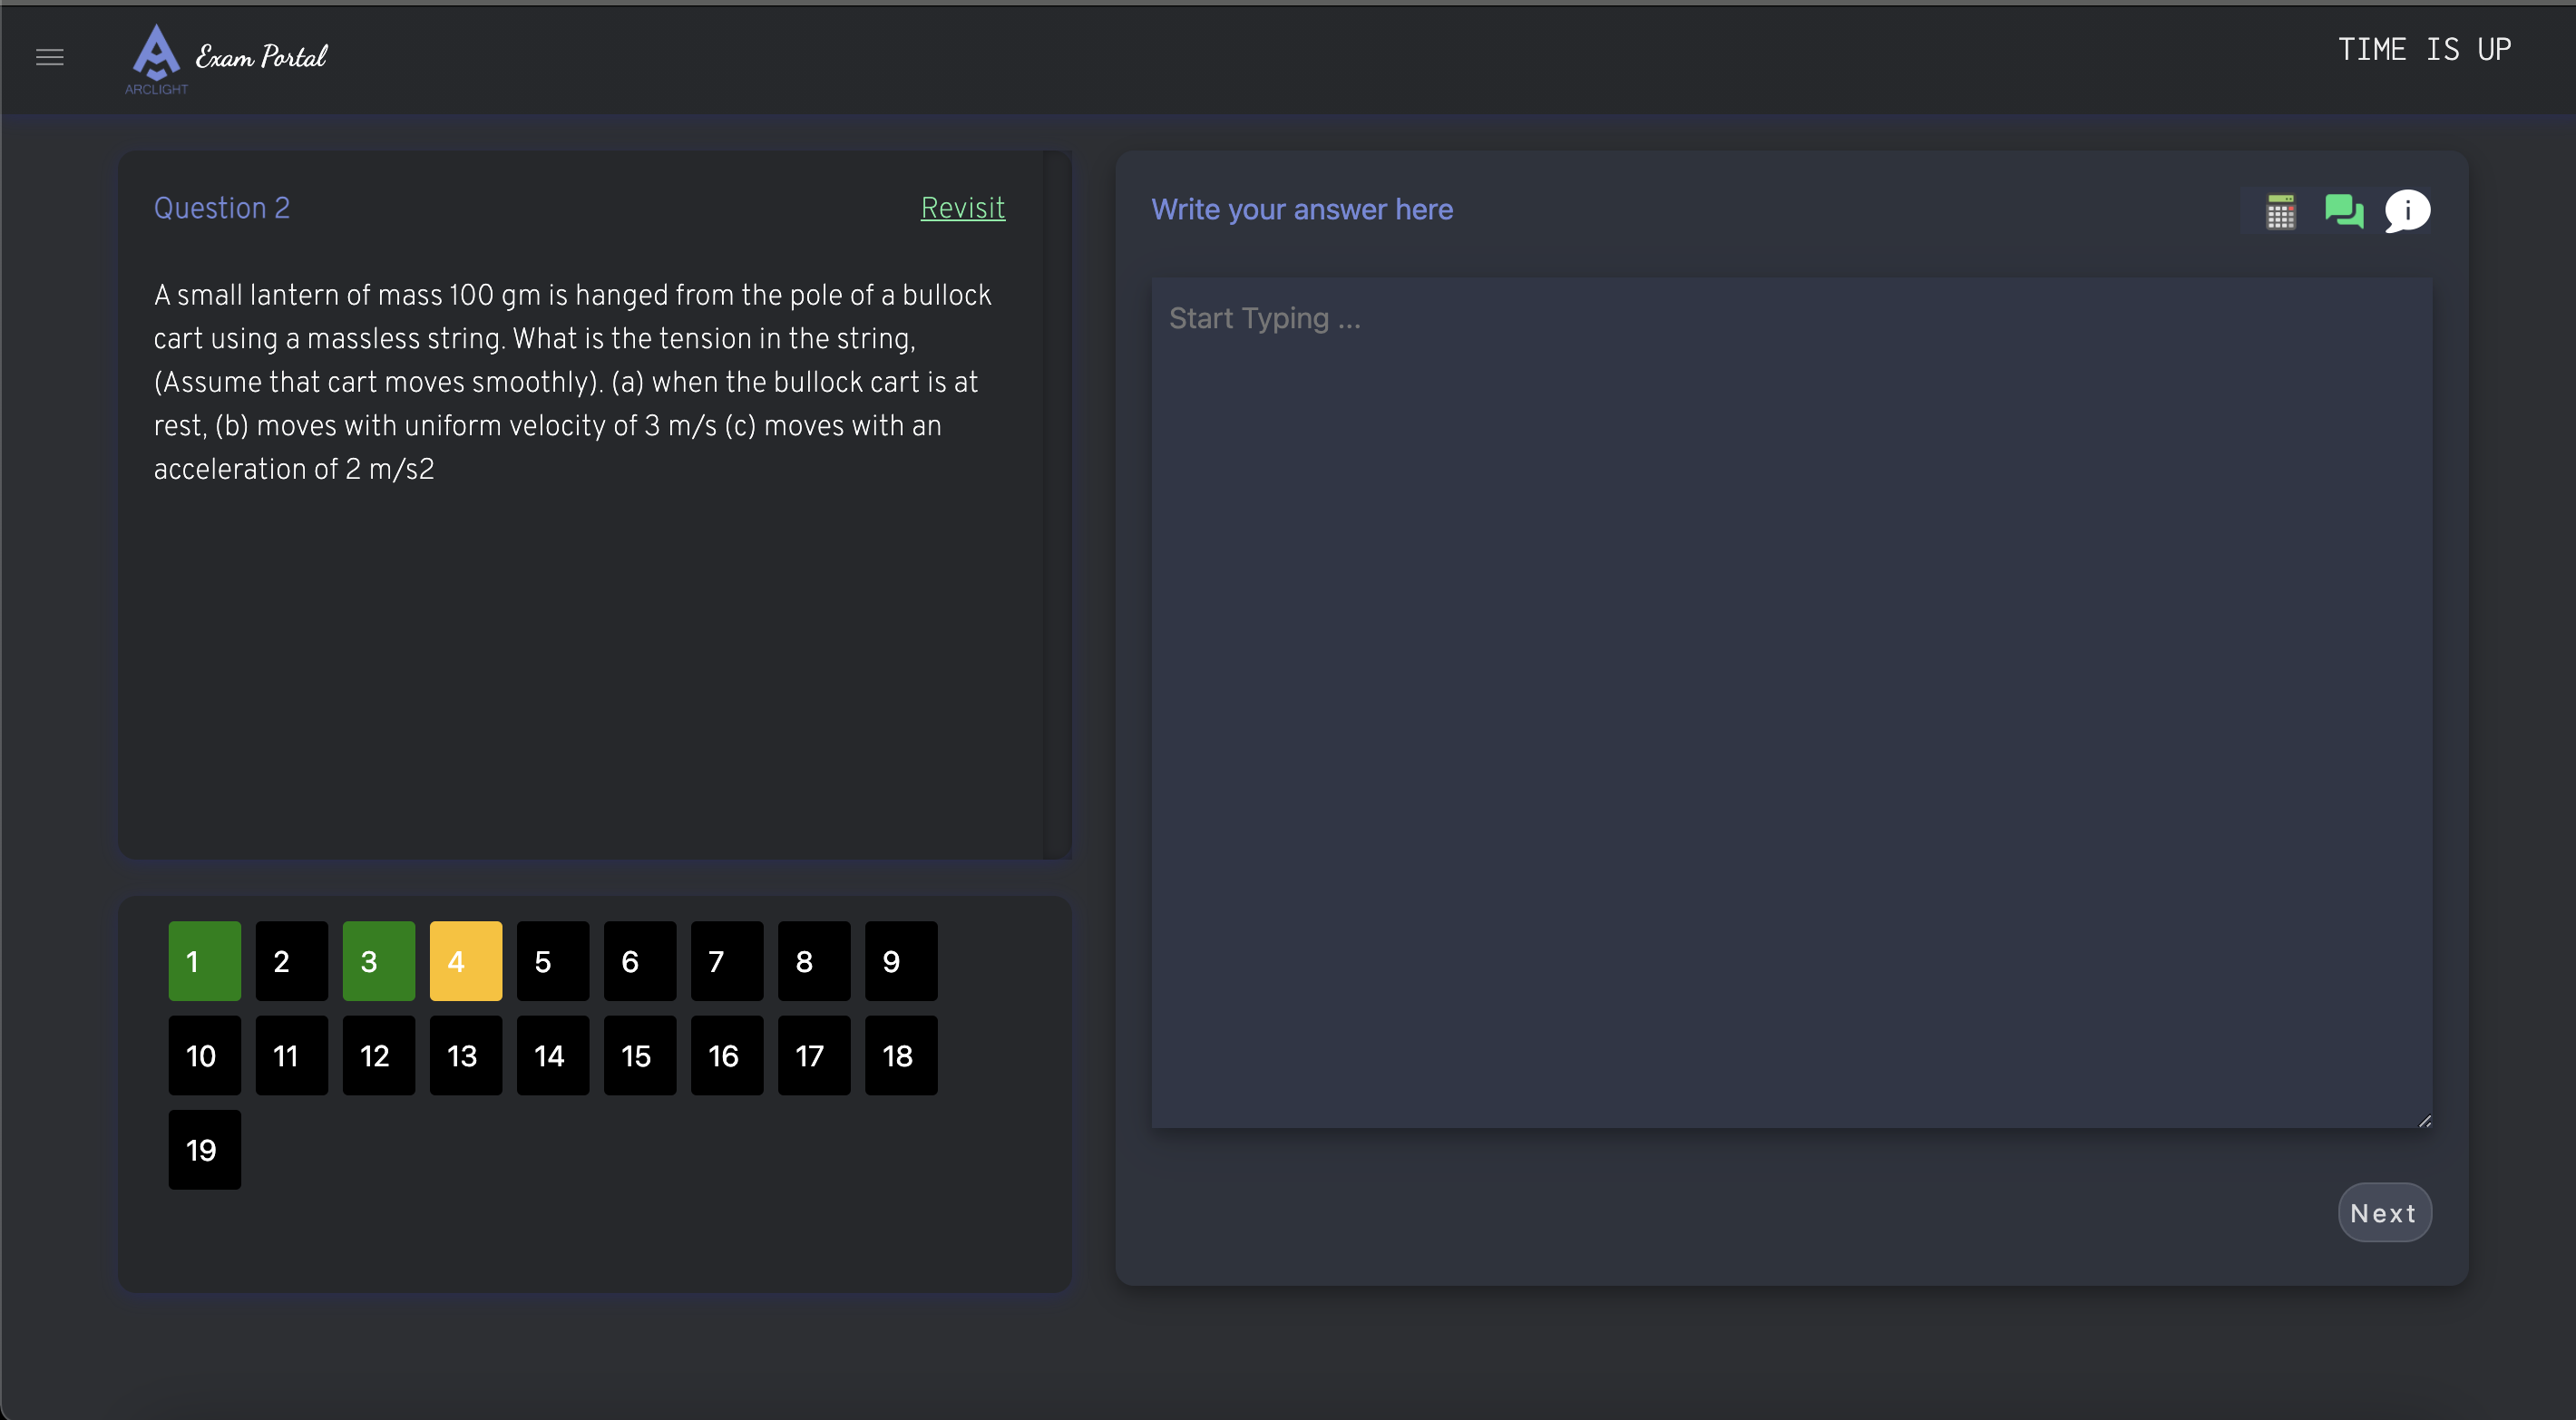 ARCLIGHT
Exam Portal
TIME IS UP
Question 2
Revisit
A small lantern of mass 100 gm is hanged from the pole of a bullock
cart using a massless string. What is the tension in the string,
(Assume that cart moves smoothly). (a) when the bullock cart is at
rest, (b) moves with uniform velocity of 3 m/s (c) moves with an
acceleration of 2 m/s2
1 2 3 4 5 6 7 8 9
10 11 12 13 14 15 16 17 18
19
Write your answer here
i
Start Typing ...
Next